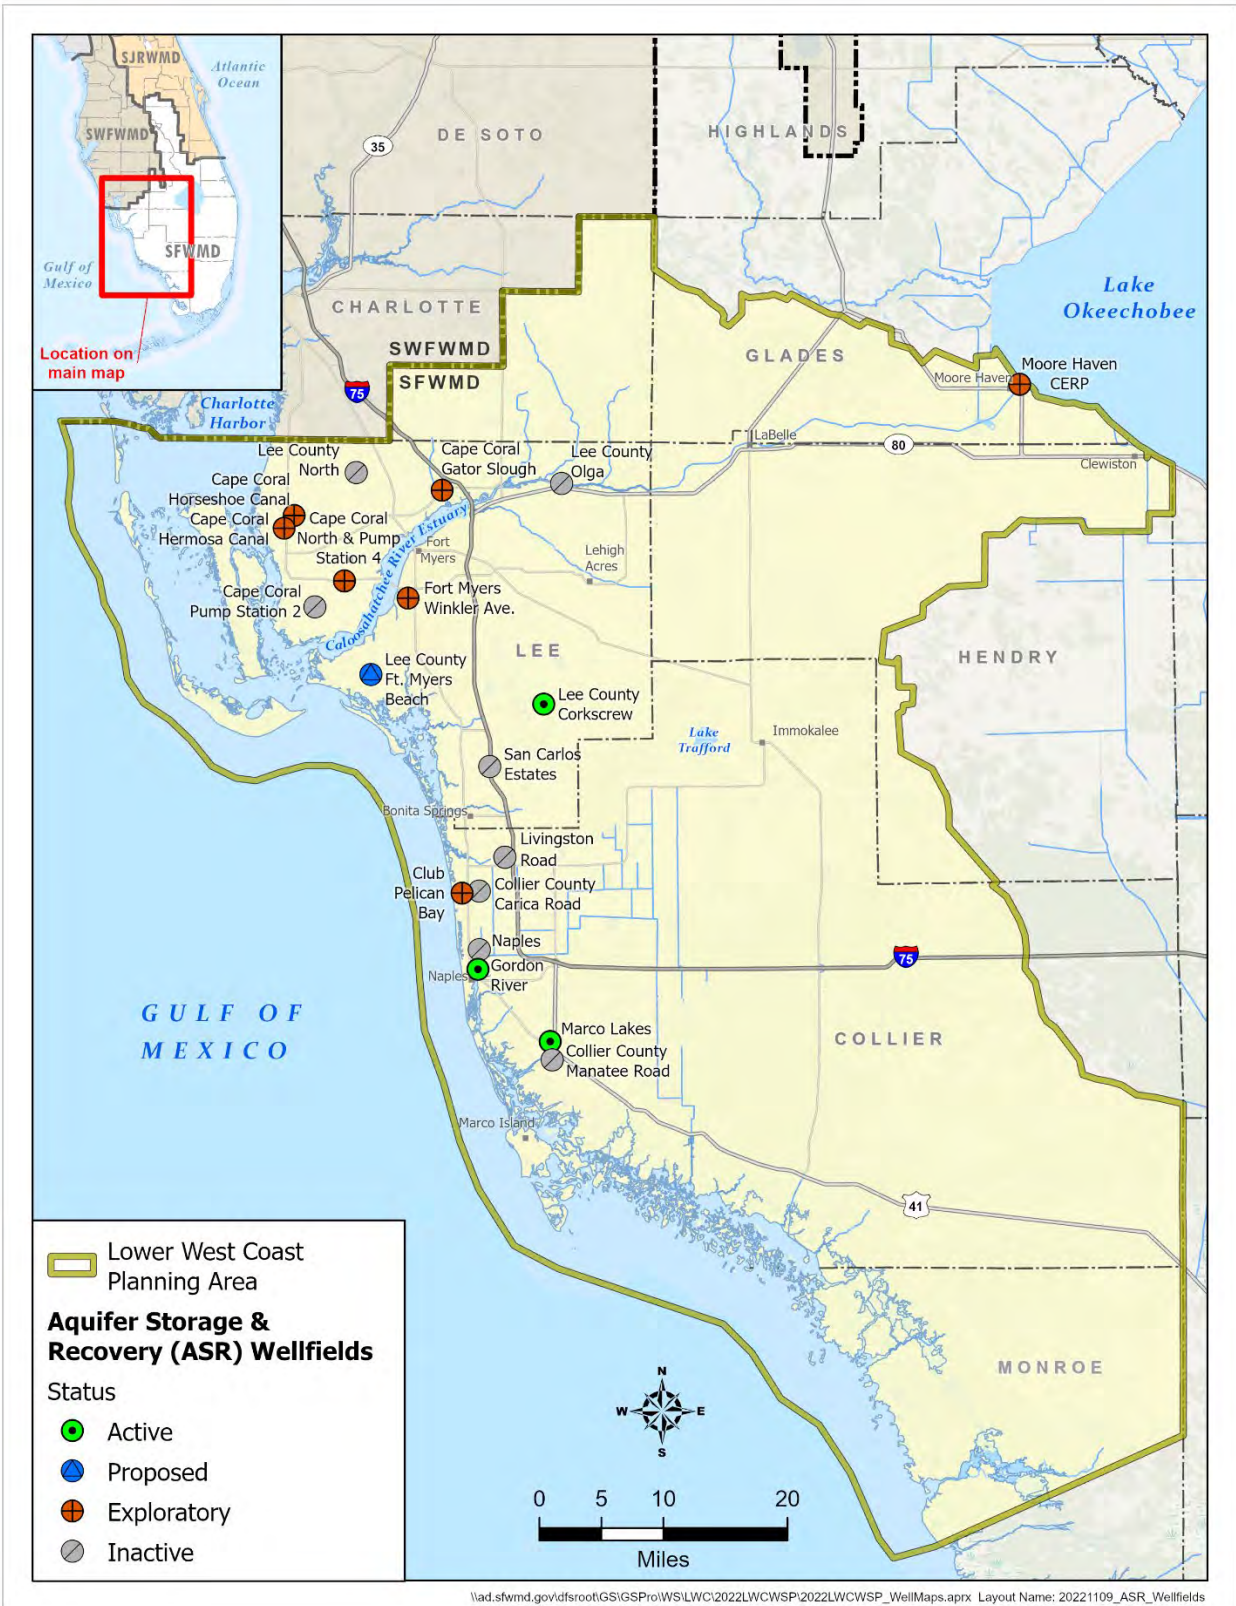 SJRWMD
Atlantic
Ocean
SWFWMD
SFWMD
Gulf of
Mexico
Location on
main map
35
DE SOTO
HIGHLANDS
CHARLOTTE
SWFWMD
SFWMD
75
Charlotte
Harbor
GLADES
Lake
Okeechobee
Moore Haven
Moore Haven
CERP
LaBelle
80
Clewiston
Lee County
North
Cape Coral
Gator Slough
Lee County
Olga
Cape Coral
Horseshoe Canal
Cape Coral
Hermosa Canal
Cape Coral
North & Pump
Station 4
Caloosahatchee River Estuary
Fort
Myers
Lehigh
Acres
Cape Coral
Pump Station 2
Fort Myers
Winkler Ave.
LEE
HENDRY
Lee County
Ft. Myers
Beach
Lee County
Corkscrew
Lake
Trafford
Immokalee
San Carlos
Estates
Bonita Springs
Livingston
Road
Club
Pelican
Bay
Collier County
Carica Road
Naples
Naples
Gordon
River
75
GULF OF
MEXICO
Marco Lakes
Collier County
Manatee Road
COLLIER
Marco Island
41
MONROE
Lower West Coast
Planning Area
Aquifer Storage &
Recovery (ASR) Wellfields
Status
Active
Proposed
Exploratory
Inactive
N
W
E
S
0 5 10 20
Miles
\\ad.sfwmd.gov\dfsroot\GS\GSPro\WS\LWC\2022LWCWSP\2022LWCWSP_WellMaps.aprx Layout Name: 20221109_ASR_Wellfields